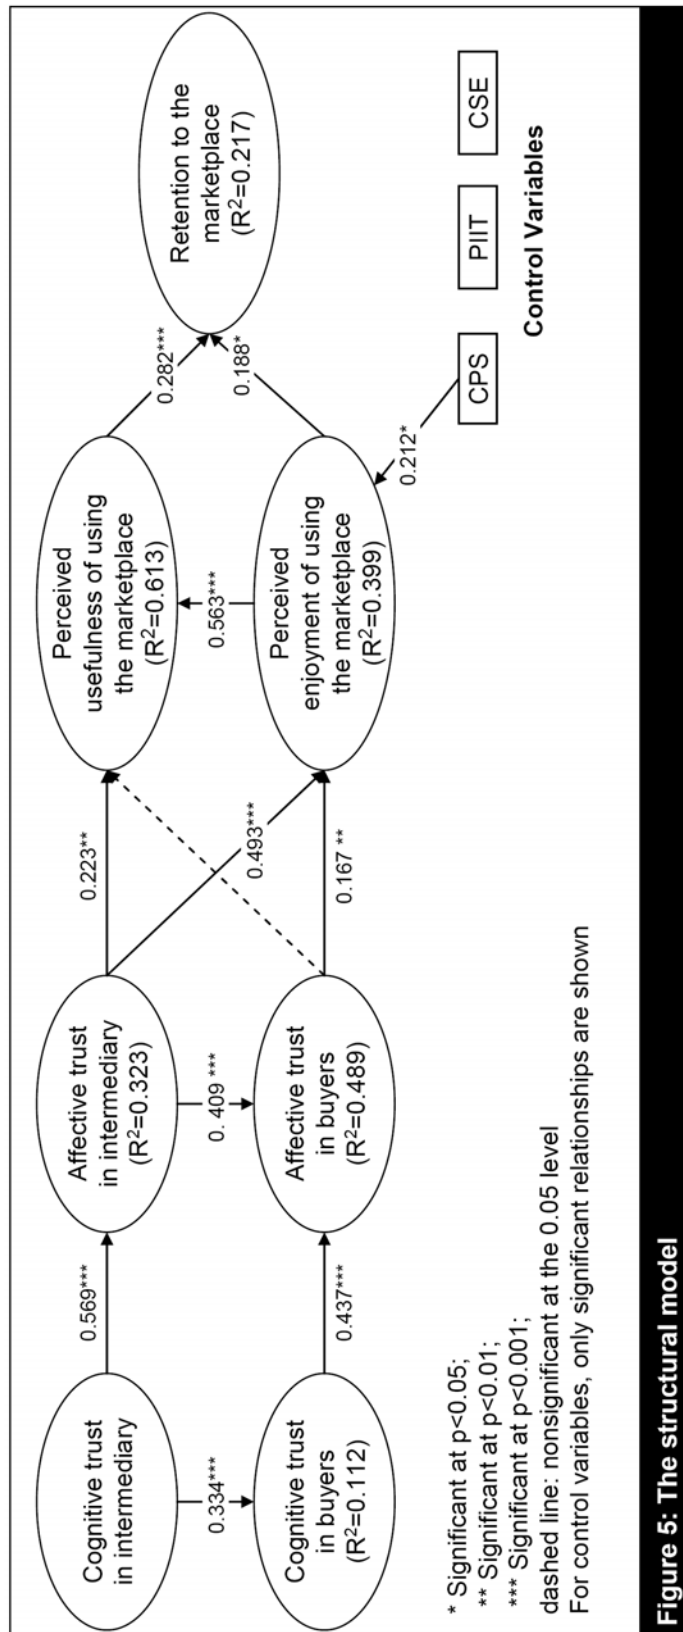 Cognitive trust
in intermediary
0.569***
Affective trust
in intermediary
(R²=0.323)
0.223**
Perceived
usefulness of using
the marketplace
(R²=0.613)
0.282***
Retention to the
marketplace
(R²=0.217)
0.334***
0. 409 ***
0.493***
0.563***
0.188*
Cognitive trust
in buyers
(R²=0.112)
0.437***
Affective trust
in buyers
(R²=0.489)
0.167 **
Perceived
enjoyment of using
the marketplace
(R²=0.399)
0.212*
CPS
PIIT
CSE
Control Variables
* Significant at p<0.05;
** Significant at p<0.01;
*** Significant at p<0.001;
dashed line: nonsignificant at the 0.05 level
For control variables, only significant relationships are shown
Figure 5: The structural model